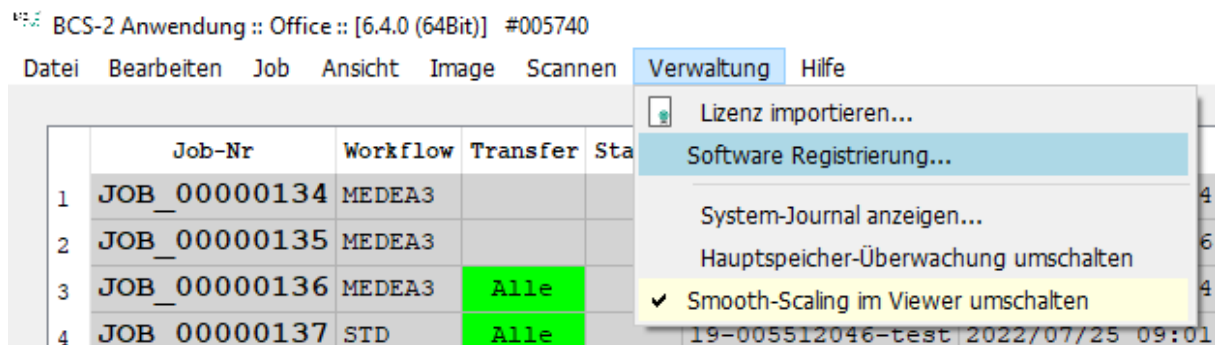 BCS-2 Anwendung :: Office :: [6.4.0 (64Bit)] #005740
Datei Bearbeiten Job Ansicht Image Scannen Verwaltung Hilfe
Lizenz importieren...
Job-Nr Workflow Transfer Sta
Software Registrierung...
1 JOB_00000134 MEDEA3 4
System-Journal anzeigen...
2 JOB_00000135 MEDEA3 6
Hauptspeicher-Überwachung umschalten
3 JOB_00000136 MEDEA3 Alle 4
Smooth-Scaling im Viewer umschalten
4 JOB_00000137 STD Alle 19-005512046-test 2022/07/25 09:01